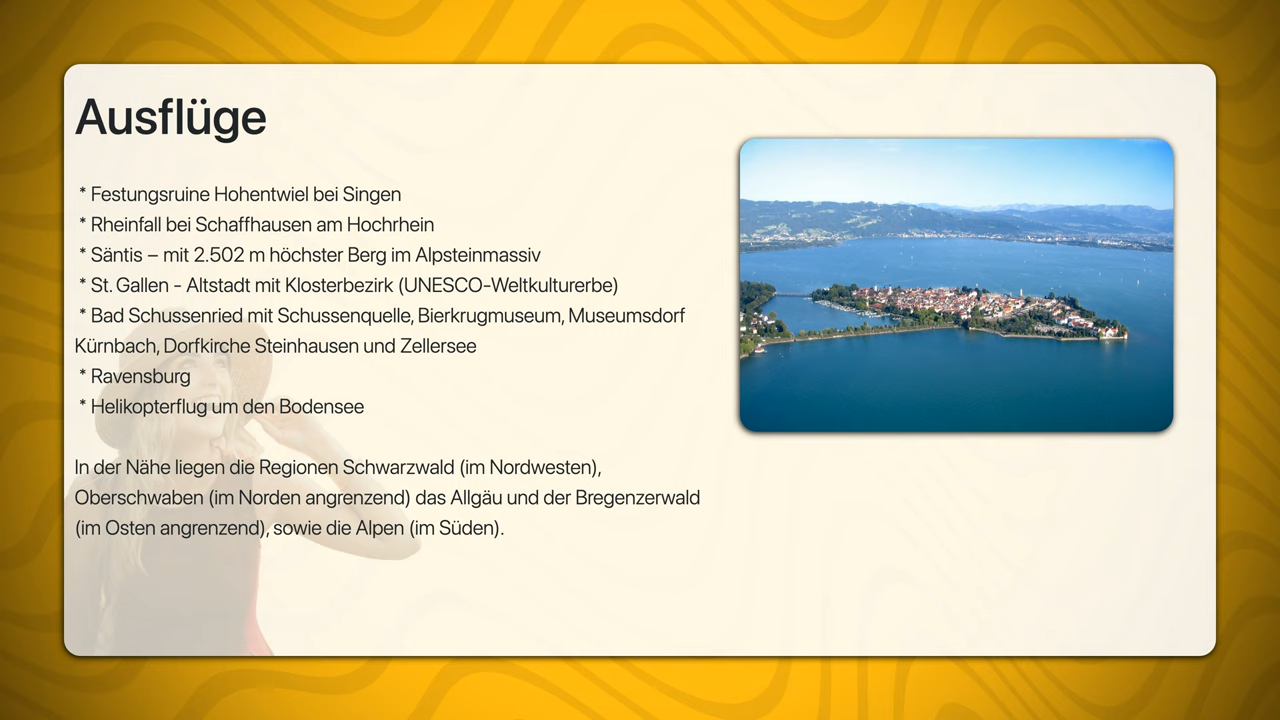 Ausflüge
* Festungsruine Hohentwiel bei Singen
* Rheinfall bei Schaffhausen am Hochrhein
* Säntis – mit 2.502 m höchster Berg im Alpsteinmassiv
* St. Gallen - Altstadt mit Klosterbezirk (UNESCO-Weltkulturerbe)
* Bad Schussenried mit Schussenquelle, Bierkrugmuseum, Museumsdorf
Kürnbach, Dorfkirche Steinhausen und Zellersee
* Ravensburg
* Helikopterflug um den Bodensee
In der Nähe liegen die Regionen Schwarzwald (im Nordwesten),
Oberschwaben (im Norden angrenzend) das Allgäu und der Bregenzerwald
(im Osten angrenzend), sowie die Alpen (im Süden).